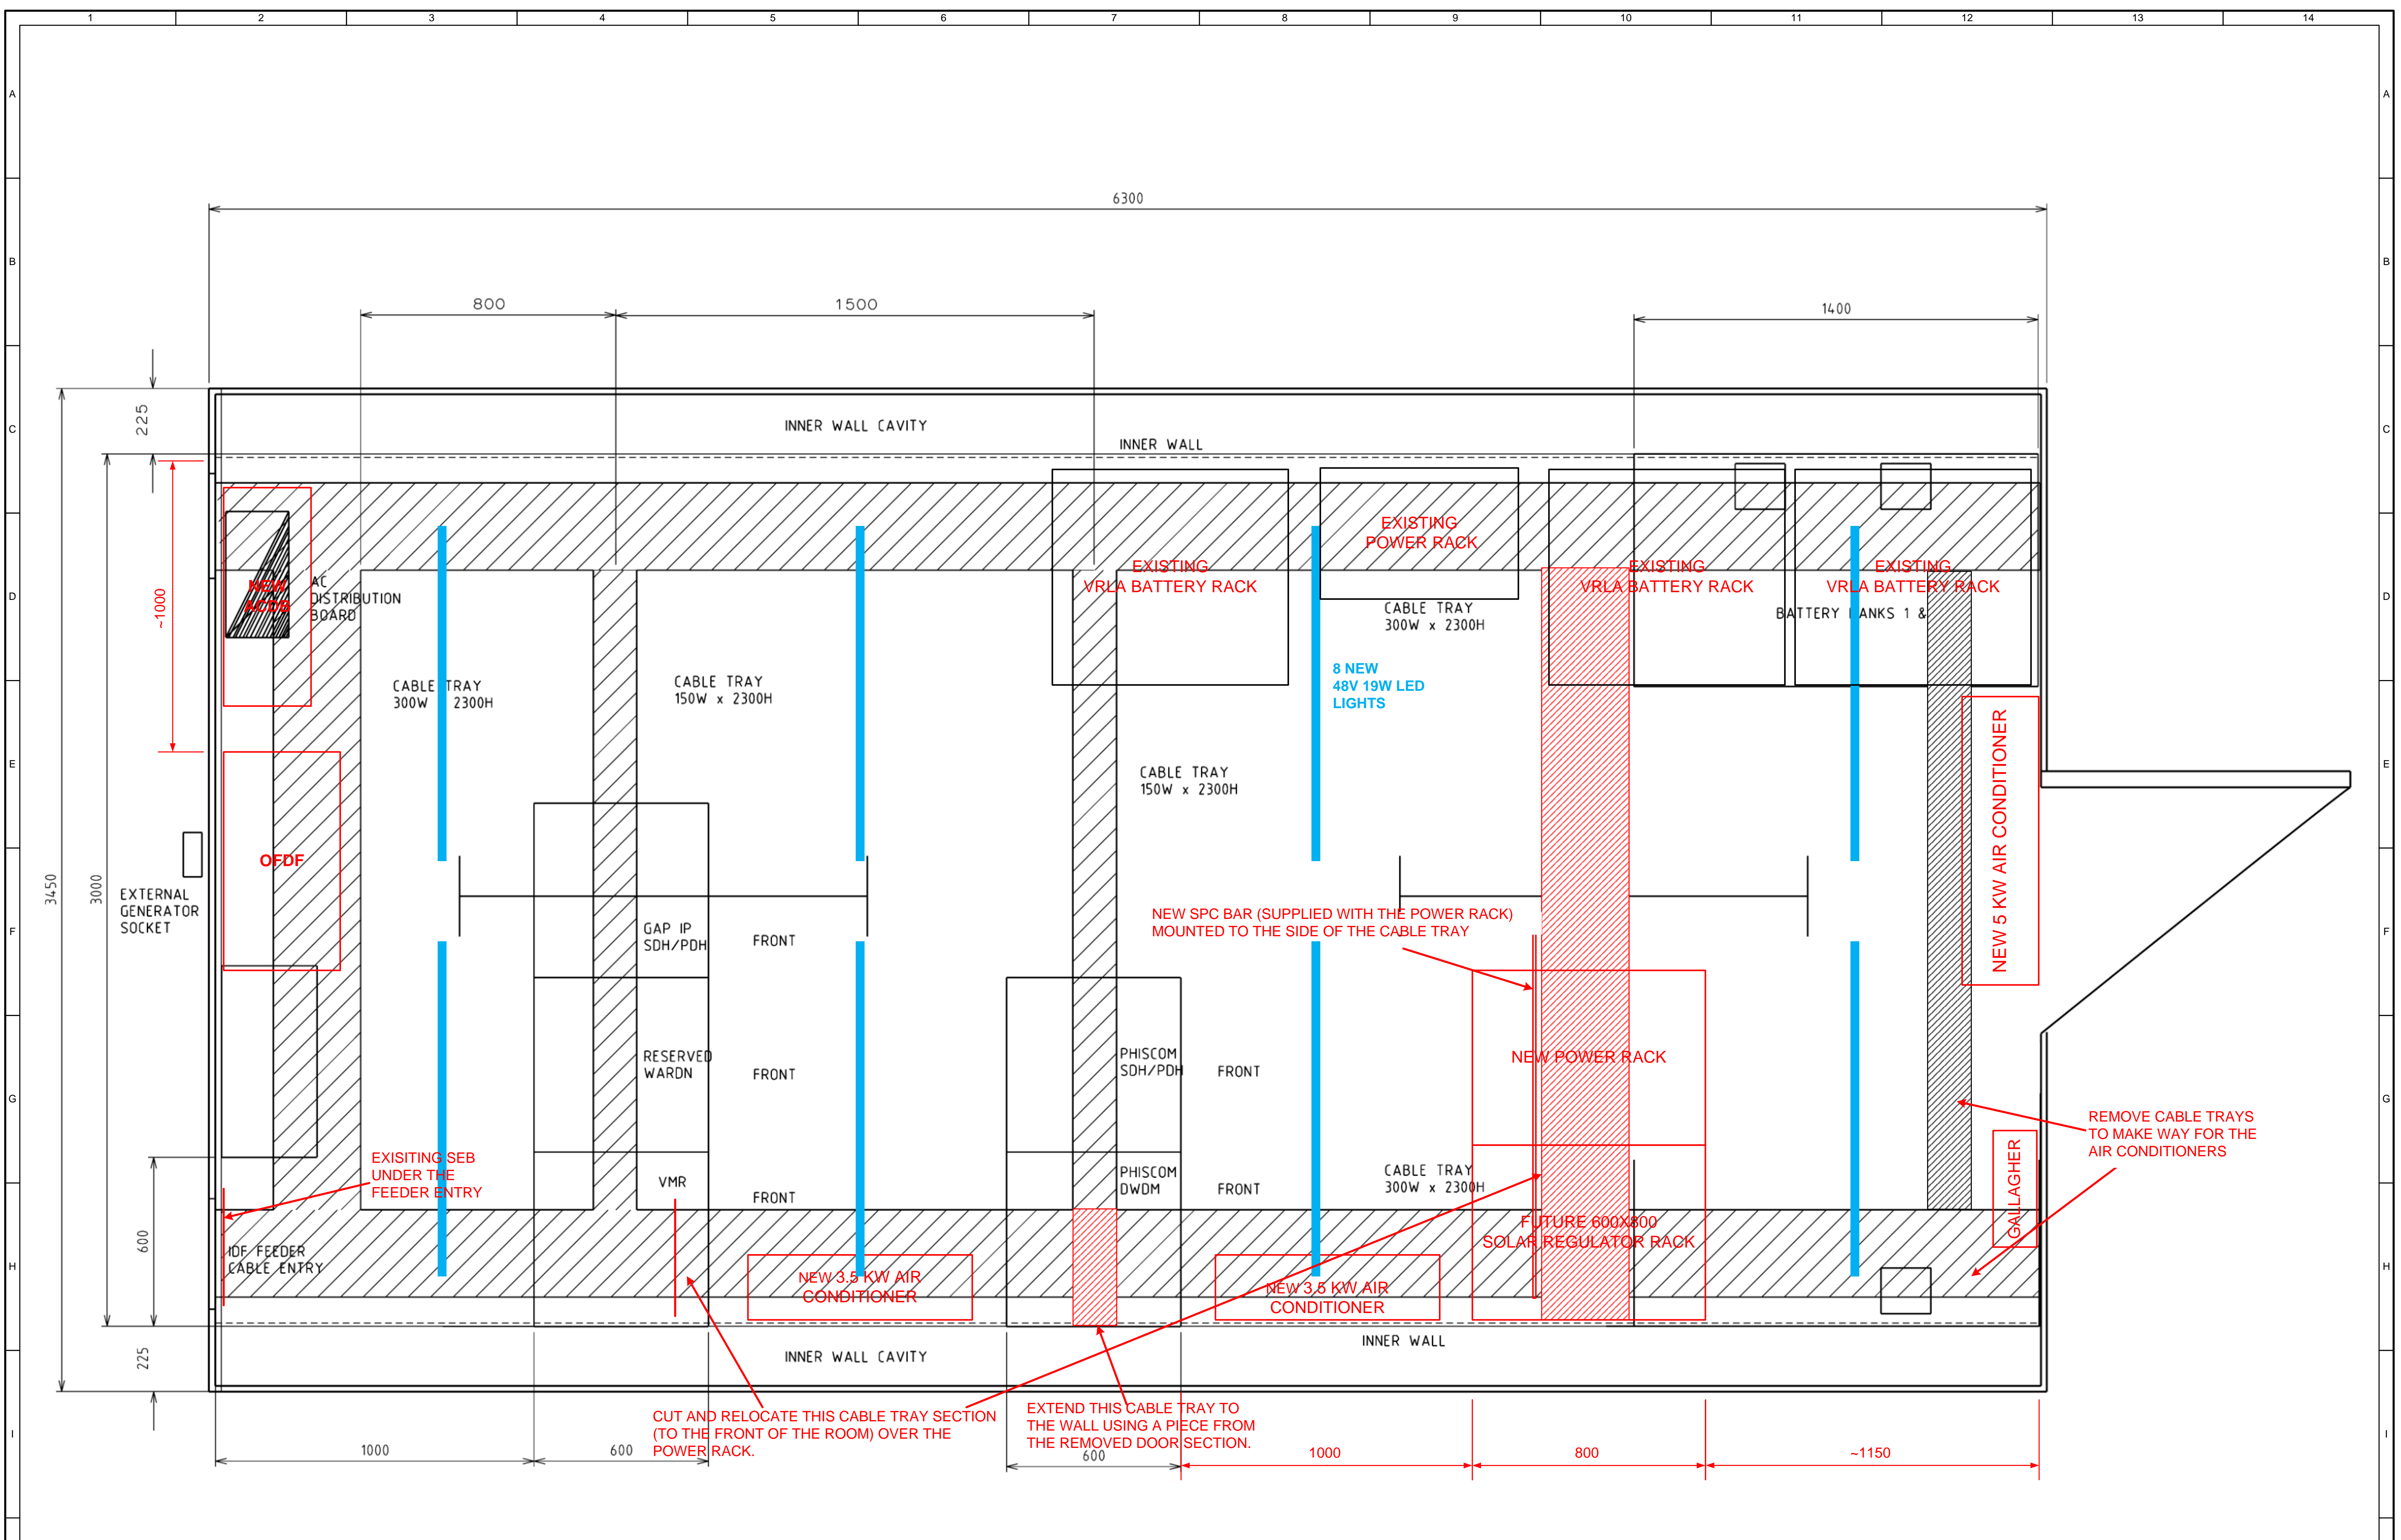 1 2 3 4 5 6 7 8 9 10 11 12 13 14
A A
B B
C C
D D
E E
F F
G G
H H
I I
6300
800
1500
1400
225
INNER WALL CAVITY
INNER WALL
~1000
3450
3000
NEW
ACDB
AC
DISTRIBUTION
BOARD
EXISTING
POWER RACK
EXISTING
VRLA BATTERY RACK
EXISTING
VRLA BATTERY RACK
EXISTING
VRLA BATTERY RACK
CABLE TRAY
300W x 2300H
BATTERY BANKS 1 &
CABLE TRAY
300W 2300H
CABLE TRAY
150W x 2300H
8 NEW
48V 19W LED
LIGHTS
CABLE TRAY
150W x 2300H
NEW 5 KW AIR CONDITIONER
OFDF
EXTERNAL
GENERATOR
SOCKET
GAP IP
SDH/PDH
FRONT
NEW SPC BAR (SUPPLIED WITH THE POWER RACK)
MOUNTED TO THE SIDE OF THE CABLE TRAY
RESERVED
WARDN
FRONT
PHISCOM
SDH/PDH
FRONT
NEW POWER RACK
REMOVE CABLE TRAYS
TO MAKE WAY FOR THE
AIR CONDITIONERS
EXISITING SEB
UNDER THE
FEEDER ENTRY
VMR
FRONT
PHISCOM
DWDM
FRONT
CABLE TRAY
300W x 2300H
GALLAGHER
FUTURE 600X800
SOLAR REGULATOR RACK
600
IDF FEEDER
CABLE ENTRY
NEW 3.5 KW AIR
CONDITIONER
NEW 3.5 KW AIR
CONDITIONER
225
INNER WALL CAVITY
INNER WALL
CUT AND RELOCATE THIS CABLE TRAY SECTION
(TO THE FRONT OF THE ROOM) OVER THE
POWER RACK.
EXTEND THIS CABLE TRAY TO
THE WALL USING A PIECE FROM
THE REMOVED DOOR SECTION.
1000
600
600
1000
800
~1150